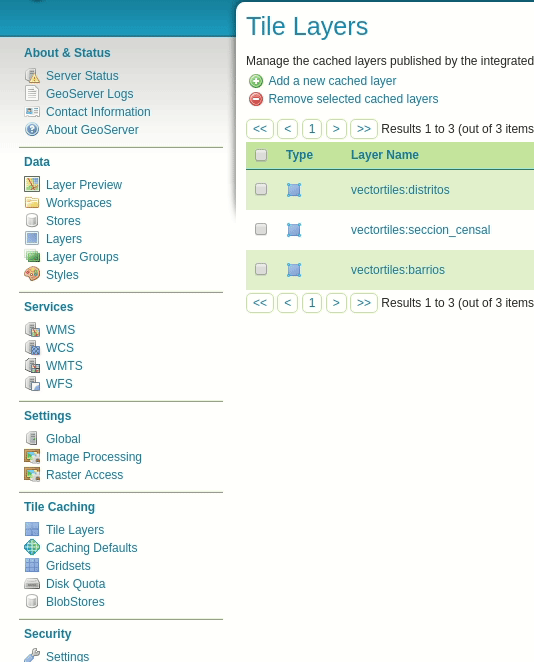 About & Status
Server Status
GeoServer Logs
Contact Information
About GeoServer
Data
Layer Preview
Workspaces
Stores
Layers
Layer Groups
Styles
Services
WMS
WCS
WMTS
WFS
Settings
Global
Image Processing
Raster Access
Tile Caching
Tile Layers
Caching Defaults
Gridsets
Disk Quota
BlobStores
Security
Settings
Tile Layers
Manage the cached layers published by the integrated
Add a new cached layer
Remove selected cached layers
<< < 1 > >> Results 1 to 3 (out of 3 items
Type Layer Name
vectortiles:distritos
vectortiles:seccion_censal
vectortiles:barrios
<< < 1 > >> Results 1 to 3 (out of 3 items